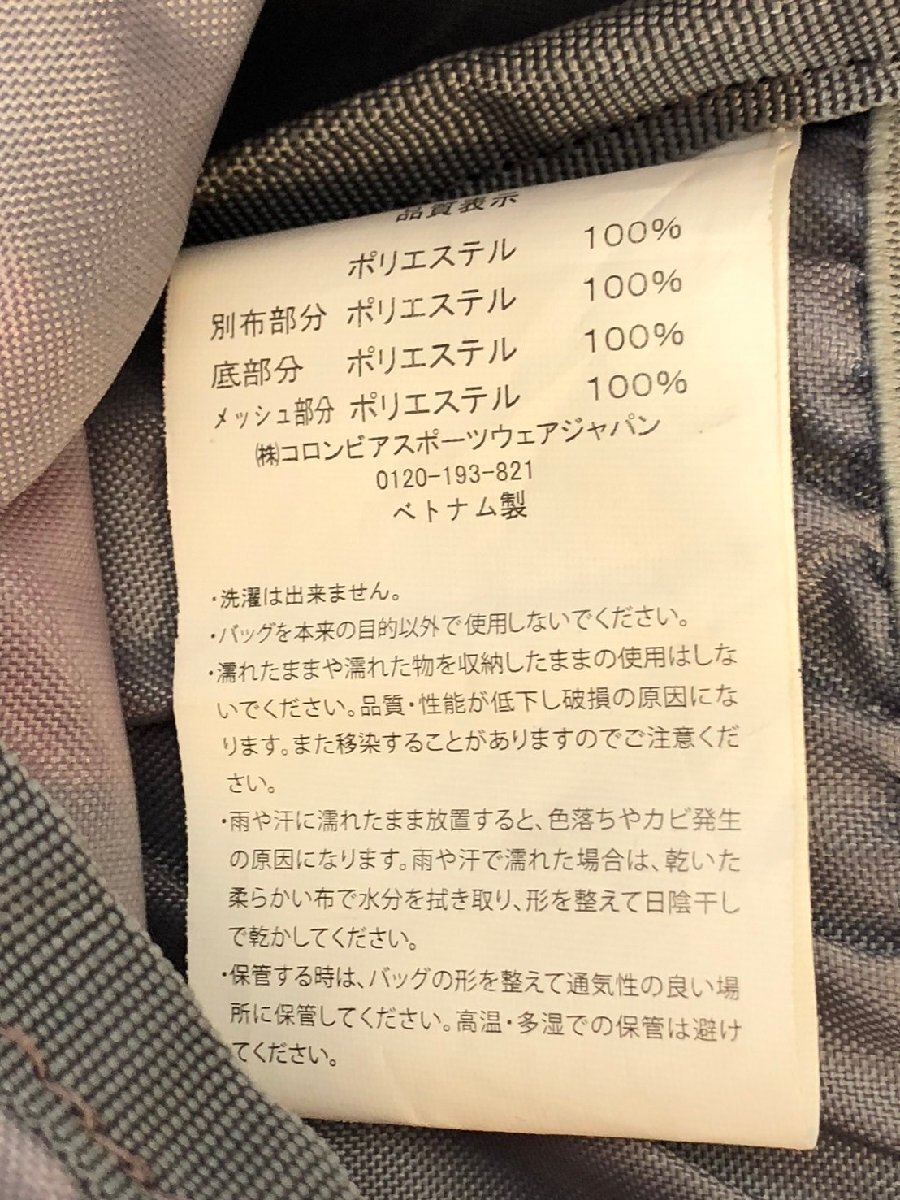 品質表示
ポリエステル 100%
別布部分 ポリエステル 100%
底部分 ポリエステル 100%
メッシュ部分 ポリエステル 100%
㈱コロンビアスポーツウェアジャパン
0120-193-821
ベトナム製
・洗濯は出来ません。
・バッグを本来の目的以外で使用しないでください。
・濡れたままや濡れた物を収納したままの使用はしな
いでください。品質・性能が低下し破損の原因にな
ります。また移染することがありますのでご注意くだ
さい。
・雨や汗に濡れたまま放置すると、色落ちやカビ発生
の原因になります。雨や汗で濡れた場合は、乾いた
柔らかい布で水分を拭き取り、形を整えて日陰干し
で乾かしてください。
・保管する時は、バッグの形を整えて通気性の良い場
所に保管してください。高温・多湿での保管は避け
てください。